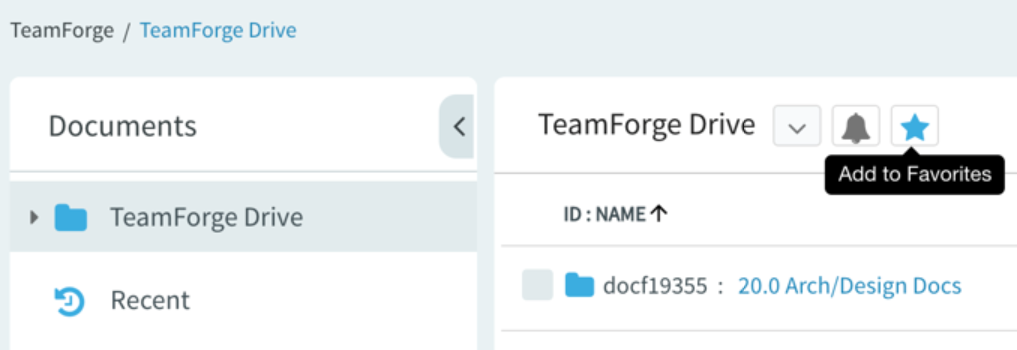 TeamForge / TeamForge Drive
Documents
TeamForge Drive
Recent
TeamForge Drive
Add to Favorites
ID : NAME
docf19355 : 20.0 Arch/Design Docs